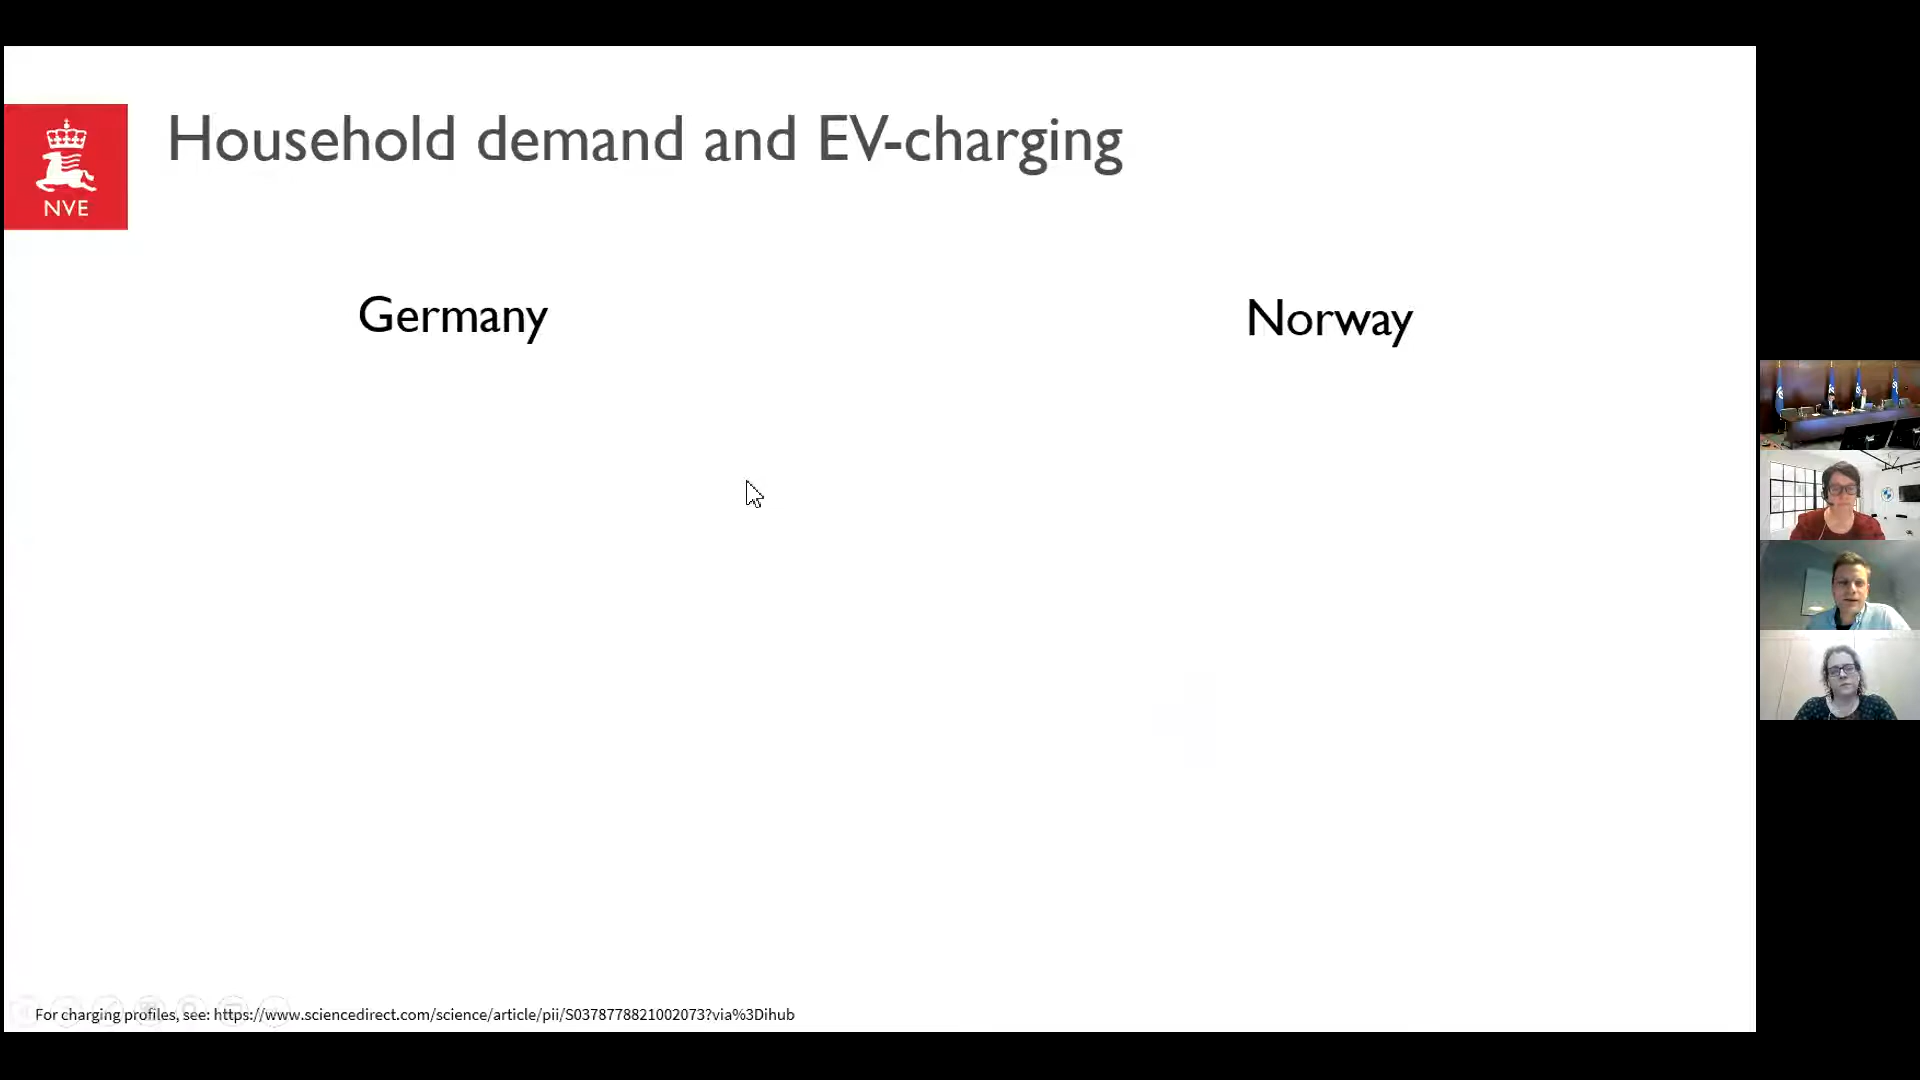 Household demand and EV-charging
NVE
Germany
Norway
For charging profiles, see: https://www.sciencedirect.com/science/article/pii/S0378778821002073?via%3Dihub